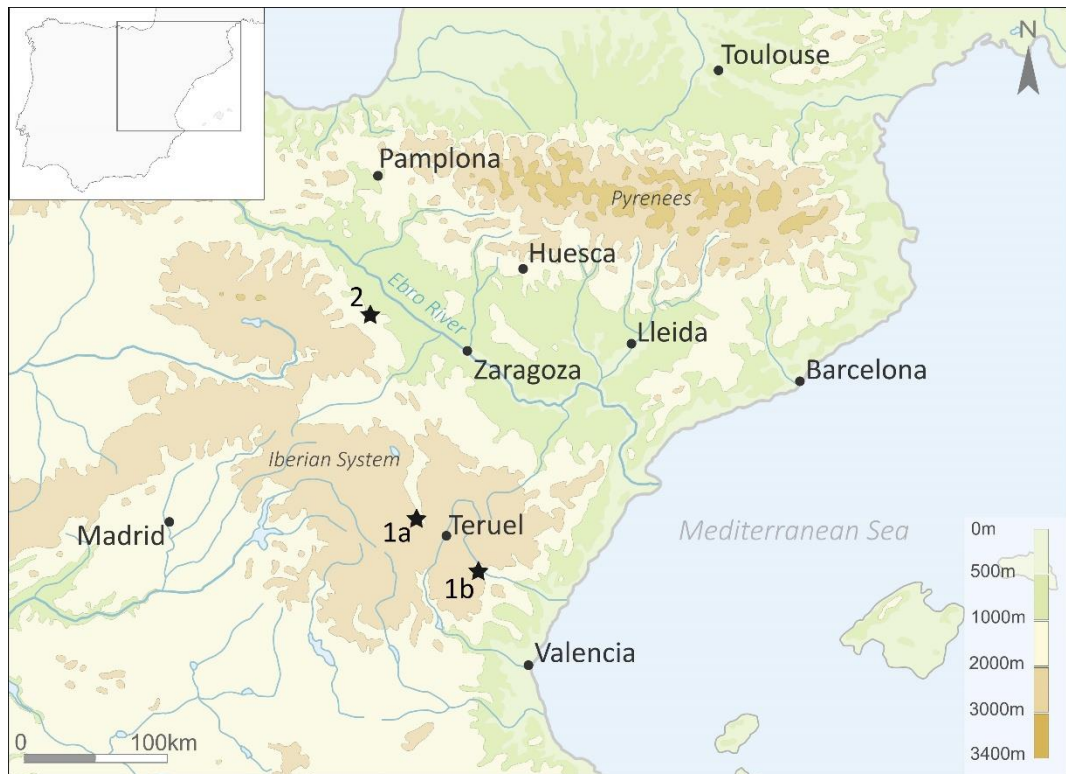 N
Toulouse
Pamplona
Pyrenees
Huesca
2
Ebro River
Lleida
Zaragoza
Barcelona
Iberian System
Madrid
1a
Teruel
Mediterranean Sea
1b
Valencia
0m
500m
1000m
2000m
3000m
3400m
0 100km